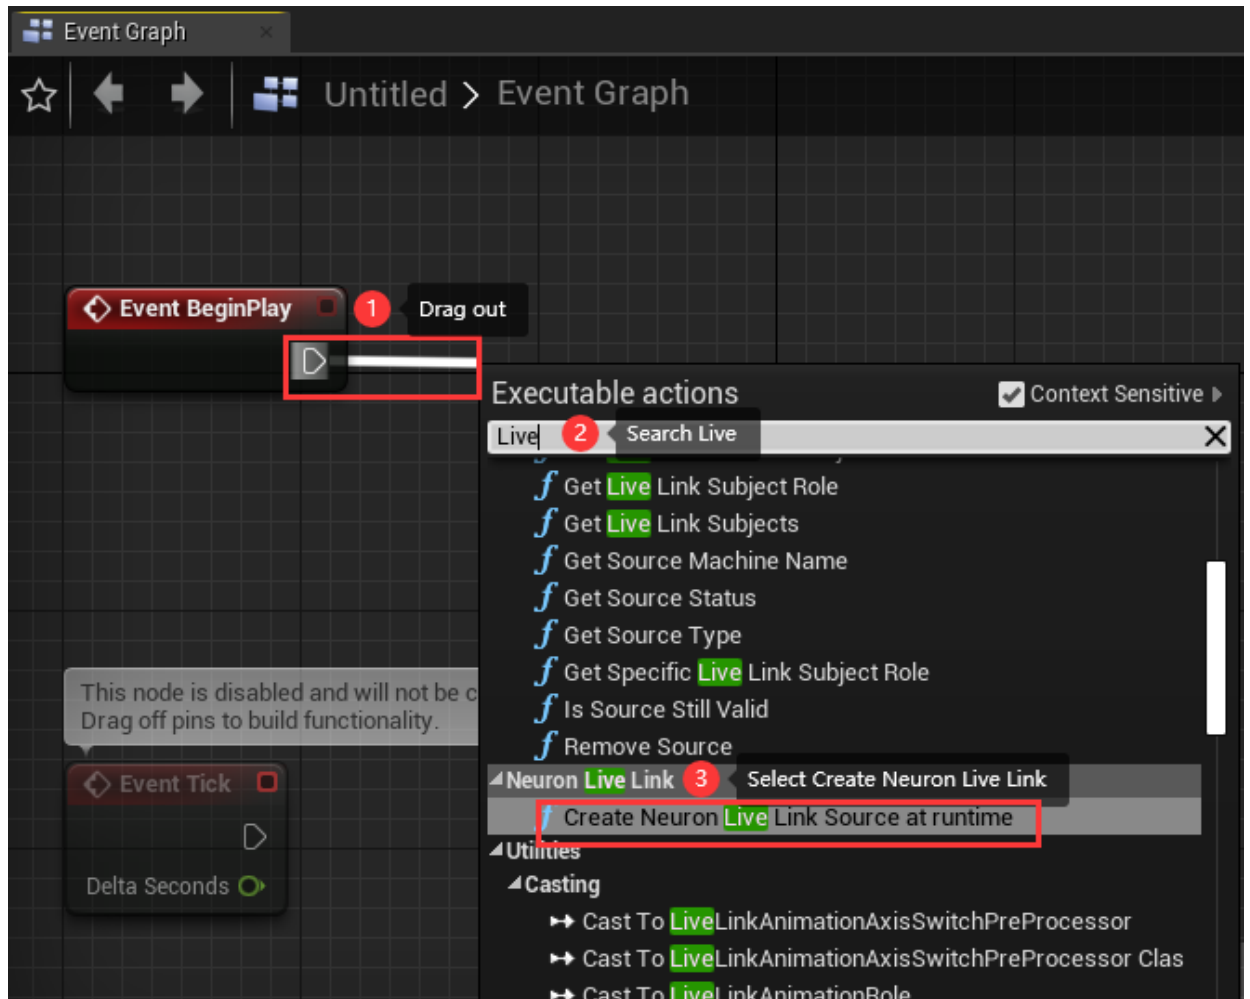 Event Graph
Untitled > Event Graph
Event BeginPlay
1
Drag out
Executable actions
Context Sensitive
Live
2
Search Live
Get Live Link Subject Role
Get Live Link Subjects
Get Source Machine Name
Get Source Status
Get Source Type
Get Specific Live Link Subject Role
Is Source Still Valid
Remove Source
Neuron Live Link
3
Select Create Neuron Live Link
Create Neuron Live Link Source at runtime
Utilities
Casting
Cast To LiveLinkAnimationAxisSwitchPreProcessor
Cast To LiveLinkAnimationAxisSwitchPreProcessor Clas
Cast To LiveLinkAnimationRole
This node is disabled and will not be c
Drag off pins to build functionality.
Event Tick
Delta Seconds